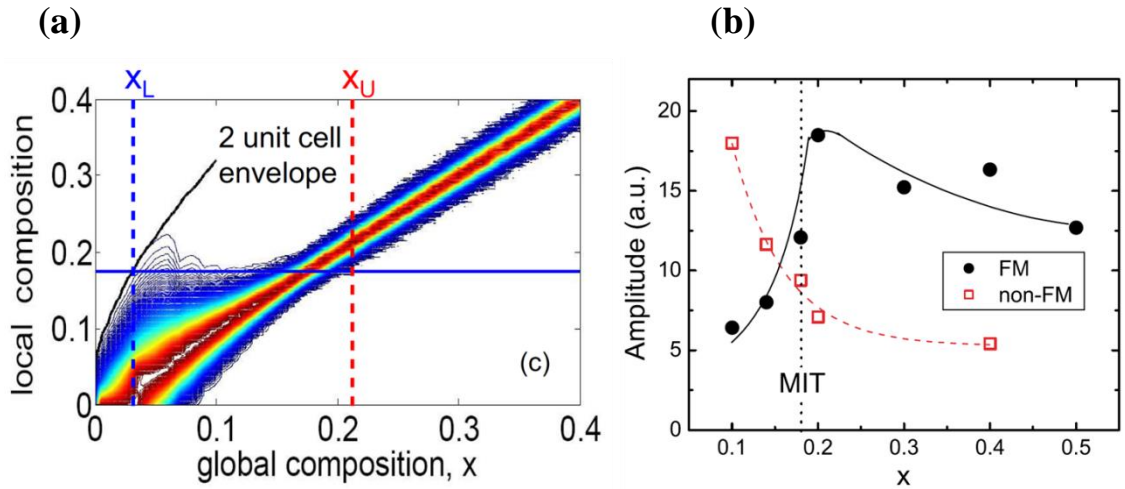 (a)
(b)
x_L
x_U
0.4
0.3
0.2
0.1
0
local composition
2 unit cell
envelope
(c)
0
0.1
0.2
0.3
0.4
global composition, x
20
15
10
5
0
Amplitude (a.u.)
FM
non-FM
MIT
0.1
0.2
0.3
0.4
0.5
x